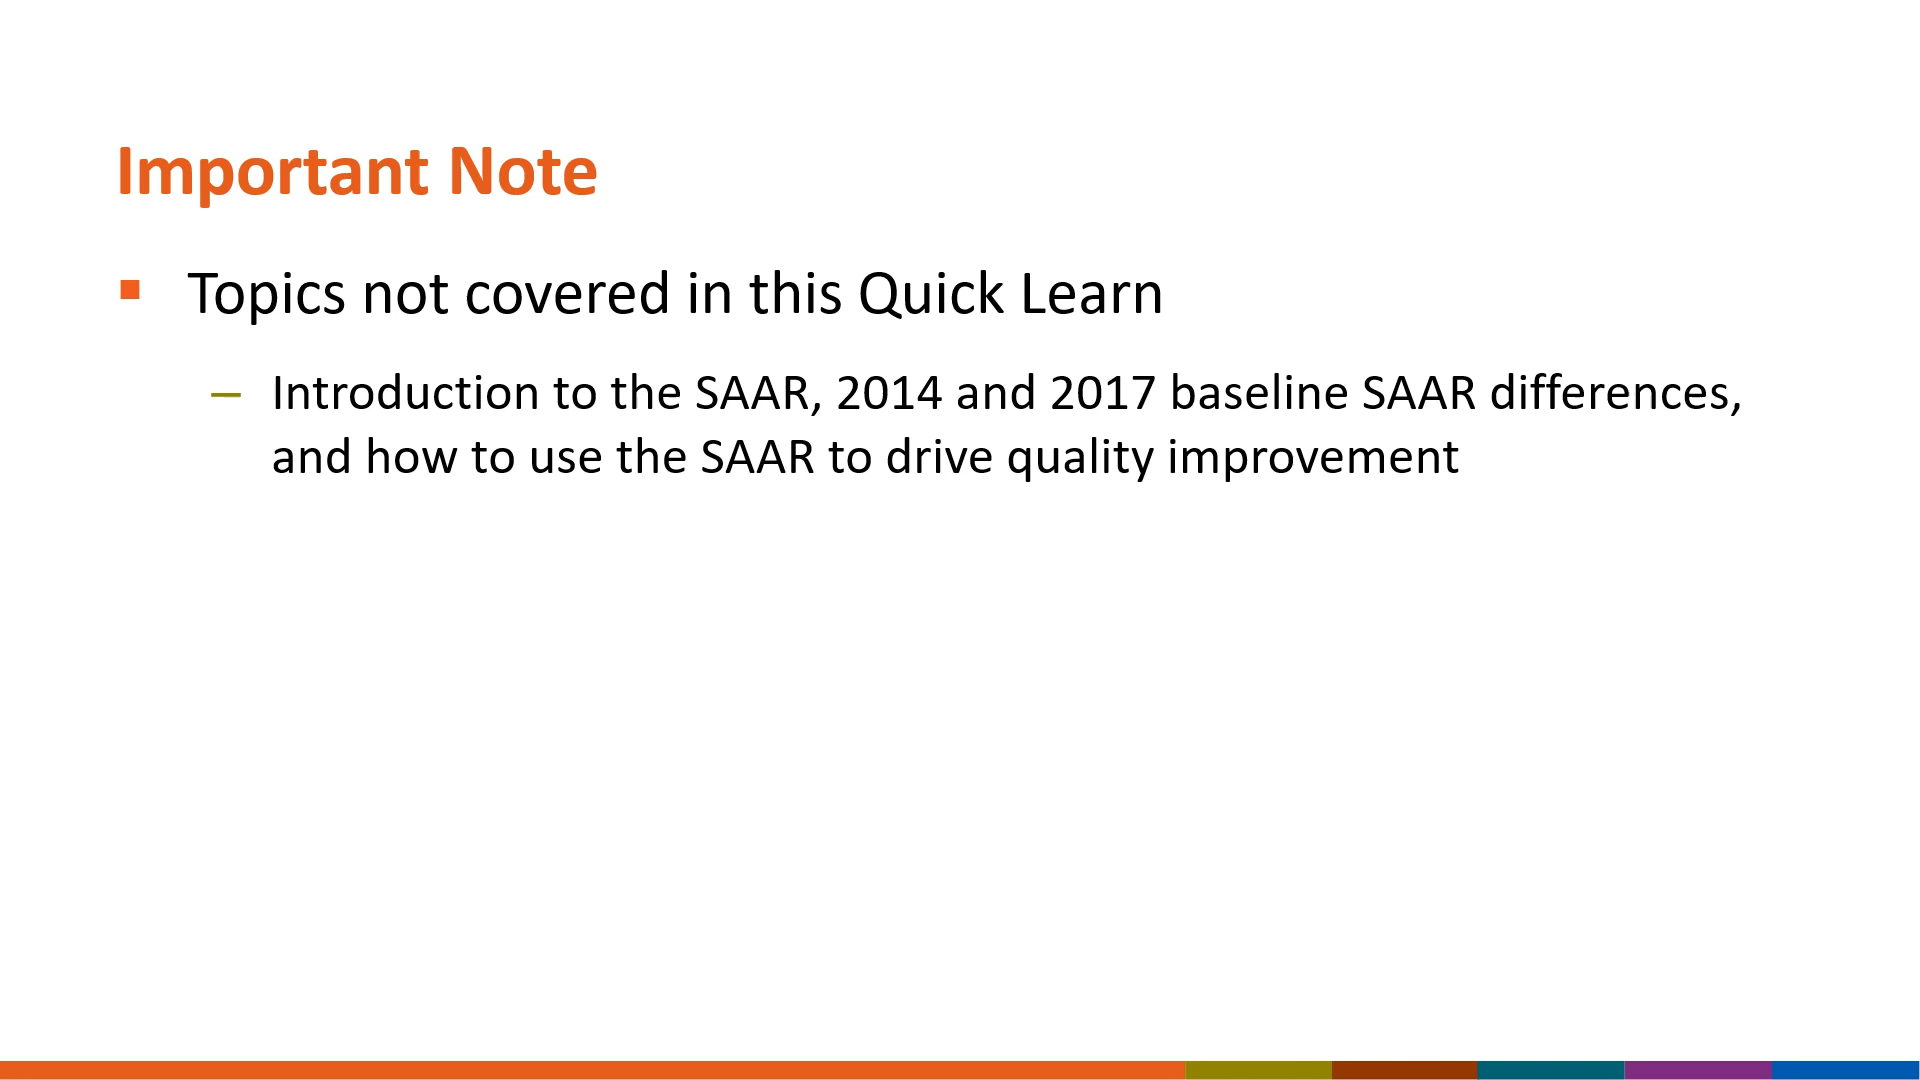 Important Note
▪ Topics not covered in this Quick Learn
– Introduction to the SAAR, 2014 and 2017 baseline SAAR differences,
and how to use the SAAR to drive quality improvement